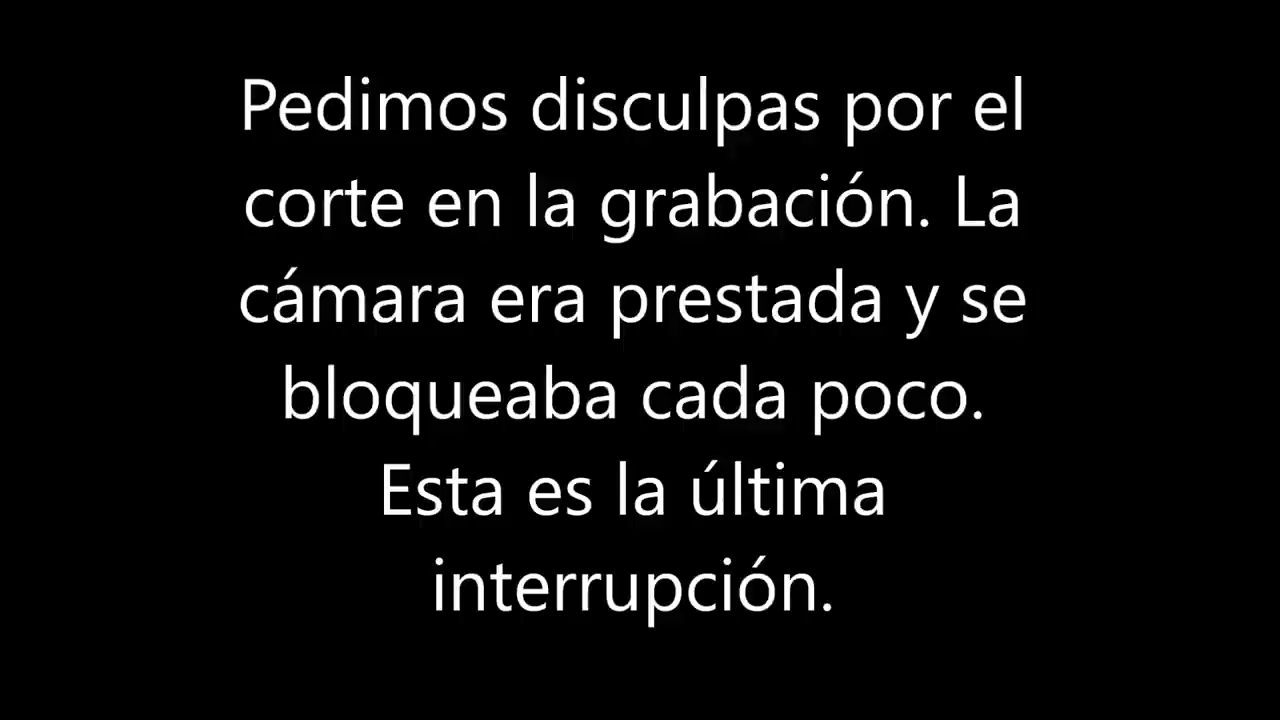 Pedimos disculpas por el
corte en la grabación. La
cámara era prestada y se
bloqueaba cada poco.
Esta es la última
interrupción.